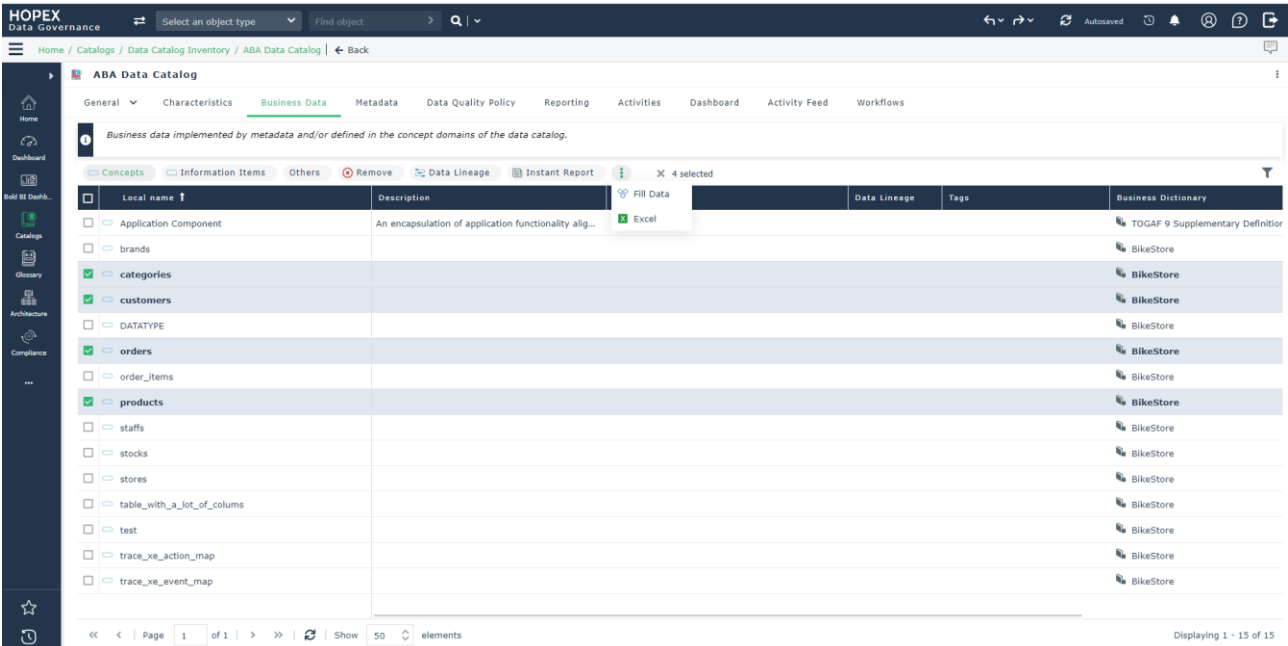 HOPEX
Data Governance
Select an object type
Find object
Autosaved
Home / Catalogs / Data Catalog Inventory / ABA Data Catalog | ← Back
ABA Data Catalog
General Characteristics Business Data Metadata Data Quality Policy Reporting Activities Dashboard Activity Feed Workflows
Business data implemented by metadata and/or defined in the concept domains of the data catalog.
Concepts Information Items Others Remove Data Lineage Instant Report 4 selected
Fill Data
Excel
Local name ↑ Description Data Lineage Tags Business Dictionary
Application Component An encapsulation of application functionality alig... TOGAF 9 Supplementary Definition
brands BikeStore
categories BikeStore
customers BikeStore
DATATYPE BikeStore
orders BikeStore
order_items BikeStore
products BikeStore
staffs BikeStore
stocks BikeStore
stores BikeStore
table_with_a_lot_of_colums BikeStore
test BikeStore
trace_xe_action_map BikeStore
trace_xe_event_map BikeStore
Home
Dashboard
Bold BI Dashb...
Catalogs
Glossary
Architecture
Compliance
...
Page 1 of 1 Show 50 elements
Displaying 1 - 15 of 15